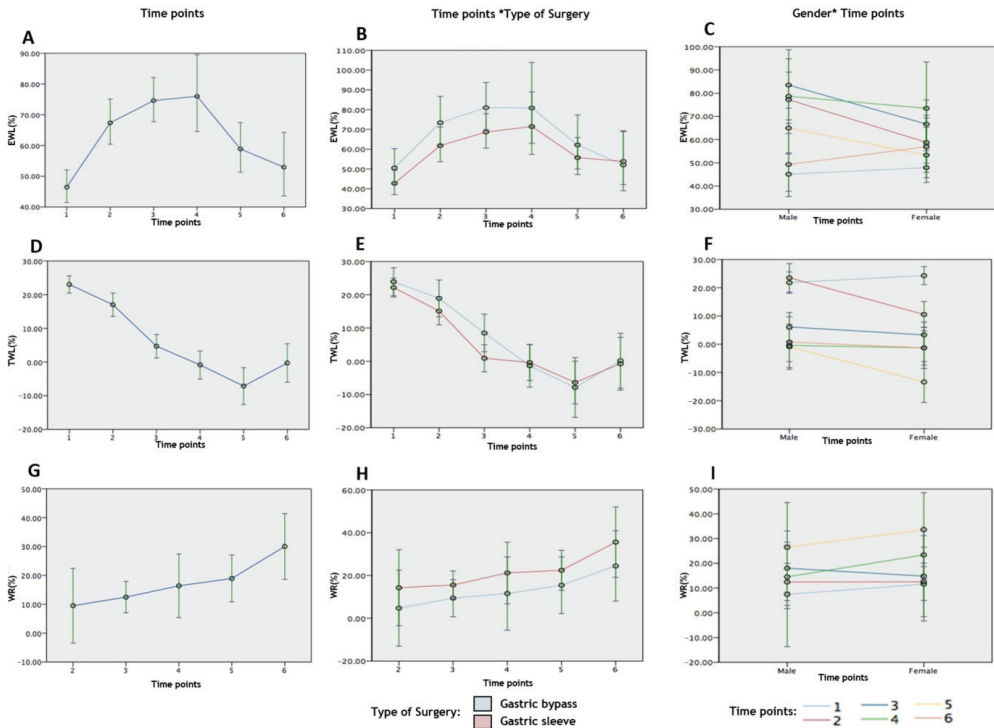 Time points
Time points *Type of Surgery
Gender* Time points
A
B
C
90.00
80.00
70.00
60.00
50.00
40.00
EWL(%)
1 2 3 4 5 6
Time points
110.00
100.00
90.00
80.00
70.00
60.00
50.00
40.00
30.00
EWL(%)
1 2 3 4 5 6
Time points
100.00
90.00
80.00
70.00
60.00
50.00
40.00
30.00
EWL(%)
Male Time points Female
D
E
F
30.00
20.00
10.00
0.00
-10.00
-20.00
TWL(%)
1 2 3 4 5 6
Time points
30.00
20.00
10.00
0.00
-10.00
-20.00
TWL(%)
1 2 3 4 5 6
Time points
30.00
20.00
10.00
0.00
-10.00
-20.00
-30.00
TWL(%)
Male Time points Female
G
H
I
50.00
40.00
30.00
20.00
10.00
0.00
-10.00
WR(%)
2 3 4 5 6
Time points
60.00
40.00
20.00
0.00
-20.00
WR(%)
2 3 4 5 6
Time points
50.00
40.00
30.00
20.00
10.00
0.00
-10.00
-20.00
WR(%)
Male Female
Time points
Type of Surgery: Gastric bypass
Gastric sleeve
Time points: 1 3 5
2 4 6